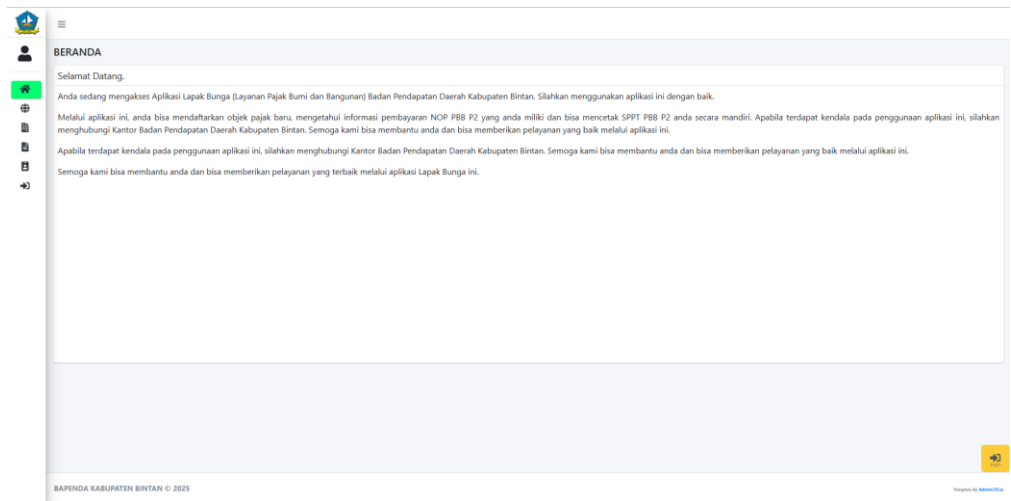 BERANDA
Selamat Datang.
Anda sedang mengakses Aplikasi Lapak Bunga (Layanan Pajak Bumi dan Bangunan) Badan Pendapatan Daerah Kabupaten Bintan. Silahkan menggunakan aplikasi ini dengan baik.
Melalui aplikasi ini, anda bisa mendaftarkan objek pajak baru, mengetahui informasi pembayaran NOP PBB P2 yang anda miliki dan bisa mencetak SPPT PBB P2 anda secara mandiri. Apabila terdapat kendala pada penggunaan aplikasi ini, silahkan
menghubungi Kantor Badan Pendapatan Daerah Kabupaten Bintan. Semoga kami bisa membantu anda dan bisa memberikan pelayanan yang baik melalui aplikasi ini.
Apabila terdapat kendala pada penggunaan aplikasi ini, silahkan menghubungi Kantor Badan Pendapatan Daerah Kabupaten Bintan. Semoga kami bisa membantu anda dan bisa memberikan pelayanan yang baik melalui aplikasi ini.
Semoga kami bisa membantu anda dan bisa memberikan pelayanan yang terbaik melalui aplikasi Lapak Bunga ini.
BAPENDA KABUPATEN BINTAN © 2025
Template By AdminLTE.io